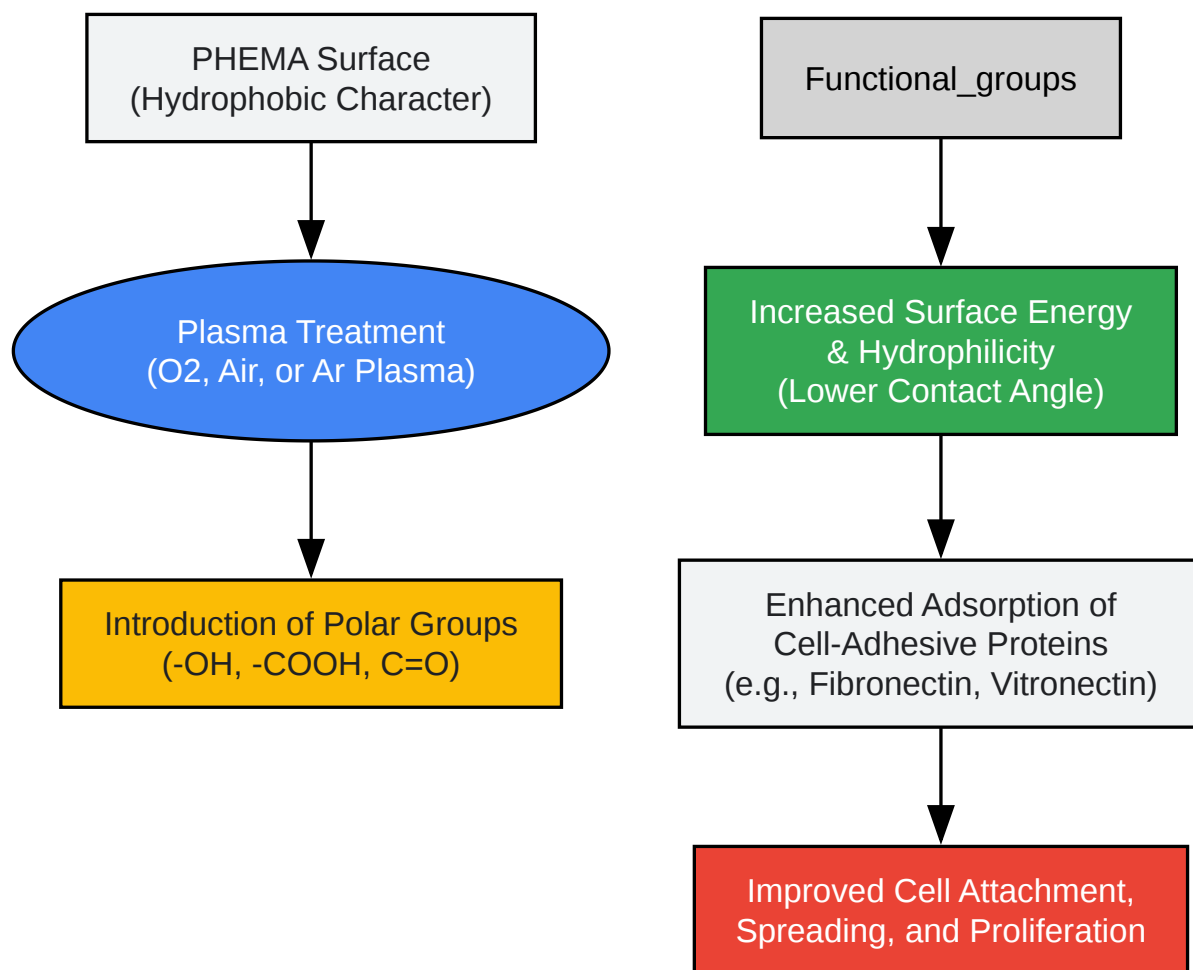 PHEMA Surface
(Hydrophobic Character)
Plasma Treatment
(O2, Air, or Ar Plasma)
Introduction of Polar Groups
(-OH, -COOH, C=O)
Functional_groups
Increased Surface Energy
& Hydrophilicity
(Lower Contact Angle)
Enhanced Adsorption of
Cell-Adhesive Proteins
(e.g., Fibronectin, Vitronectin)
Improved Cell Attachment,
Spreading, and Proliferation